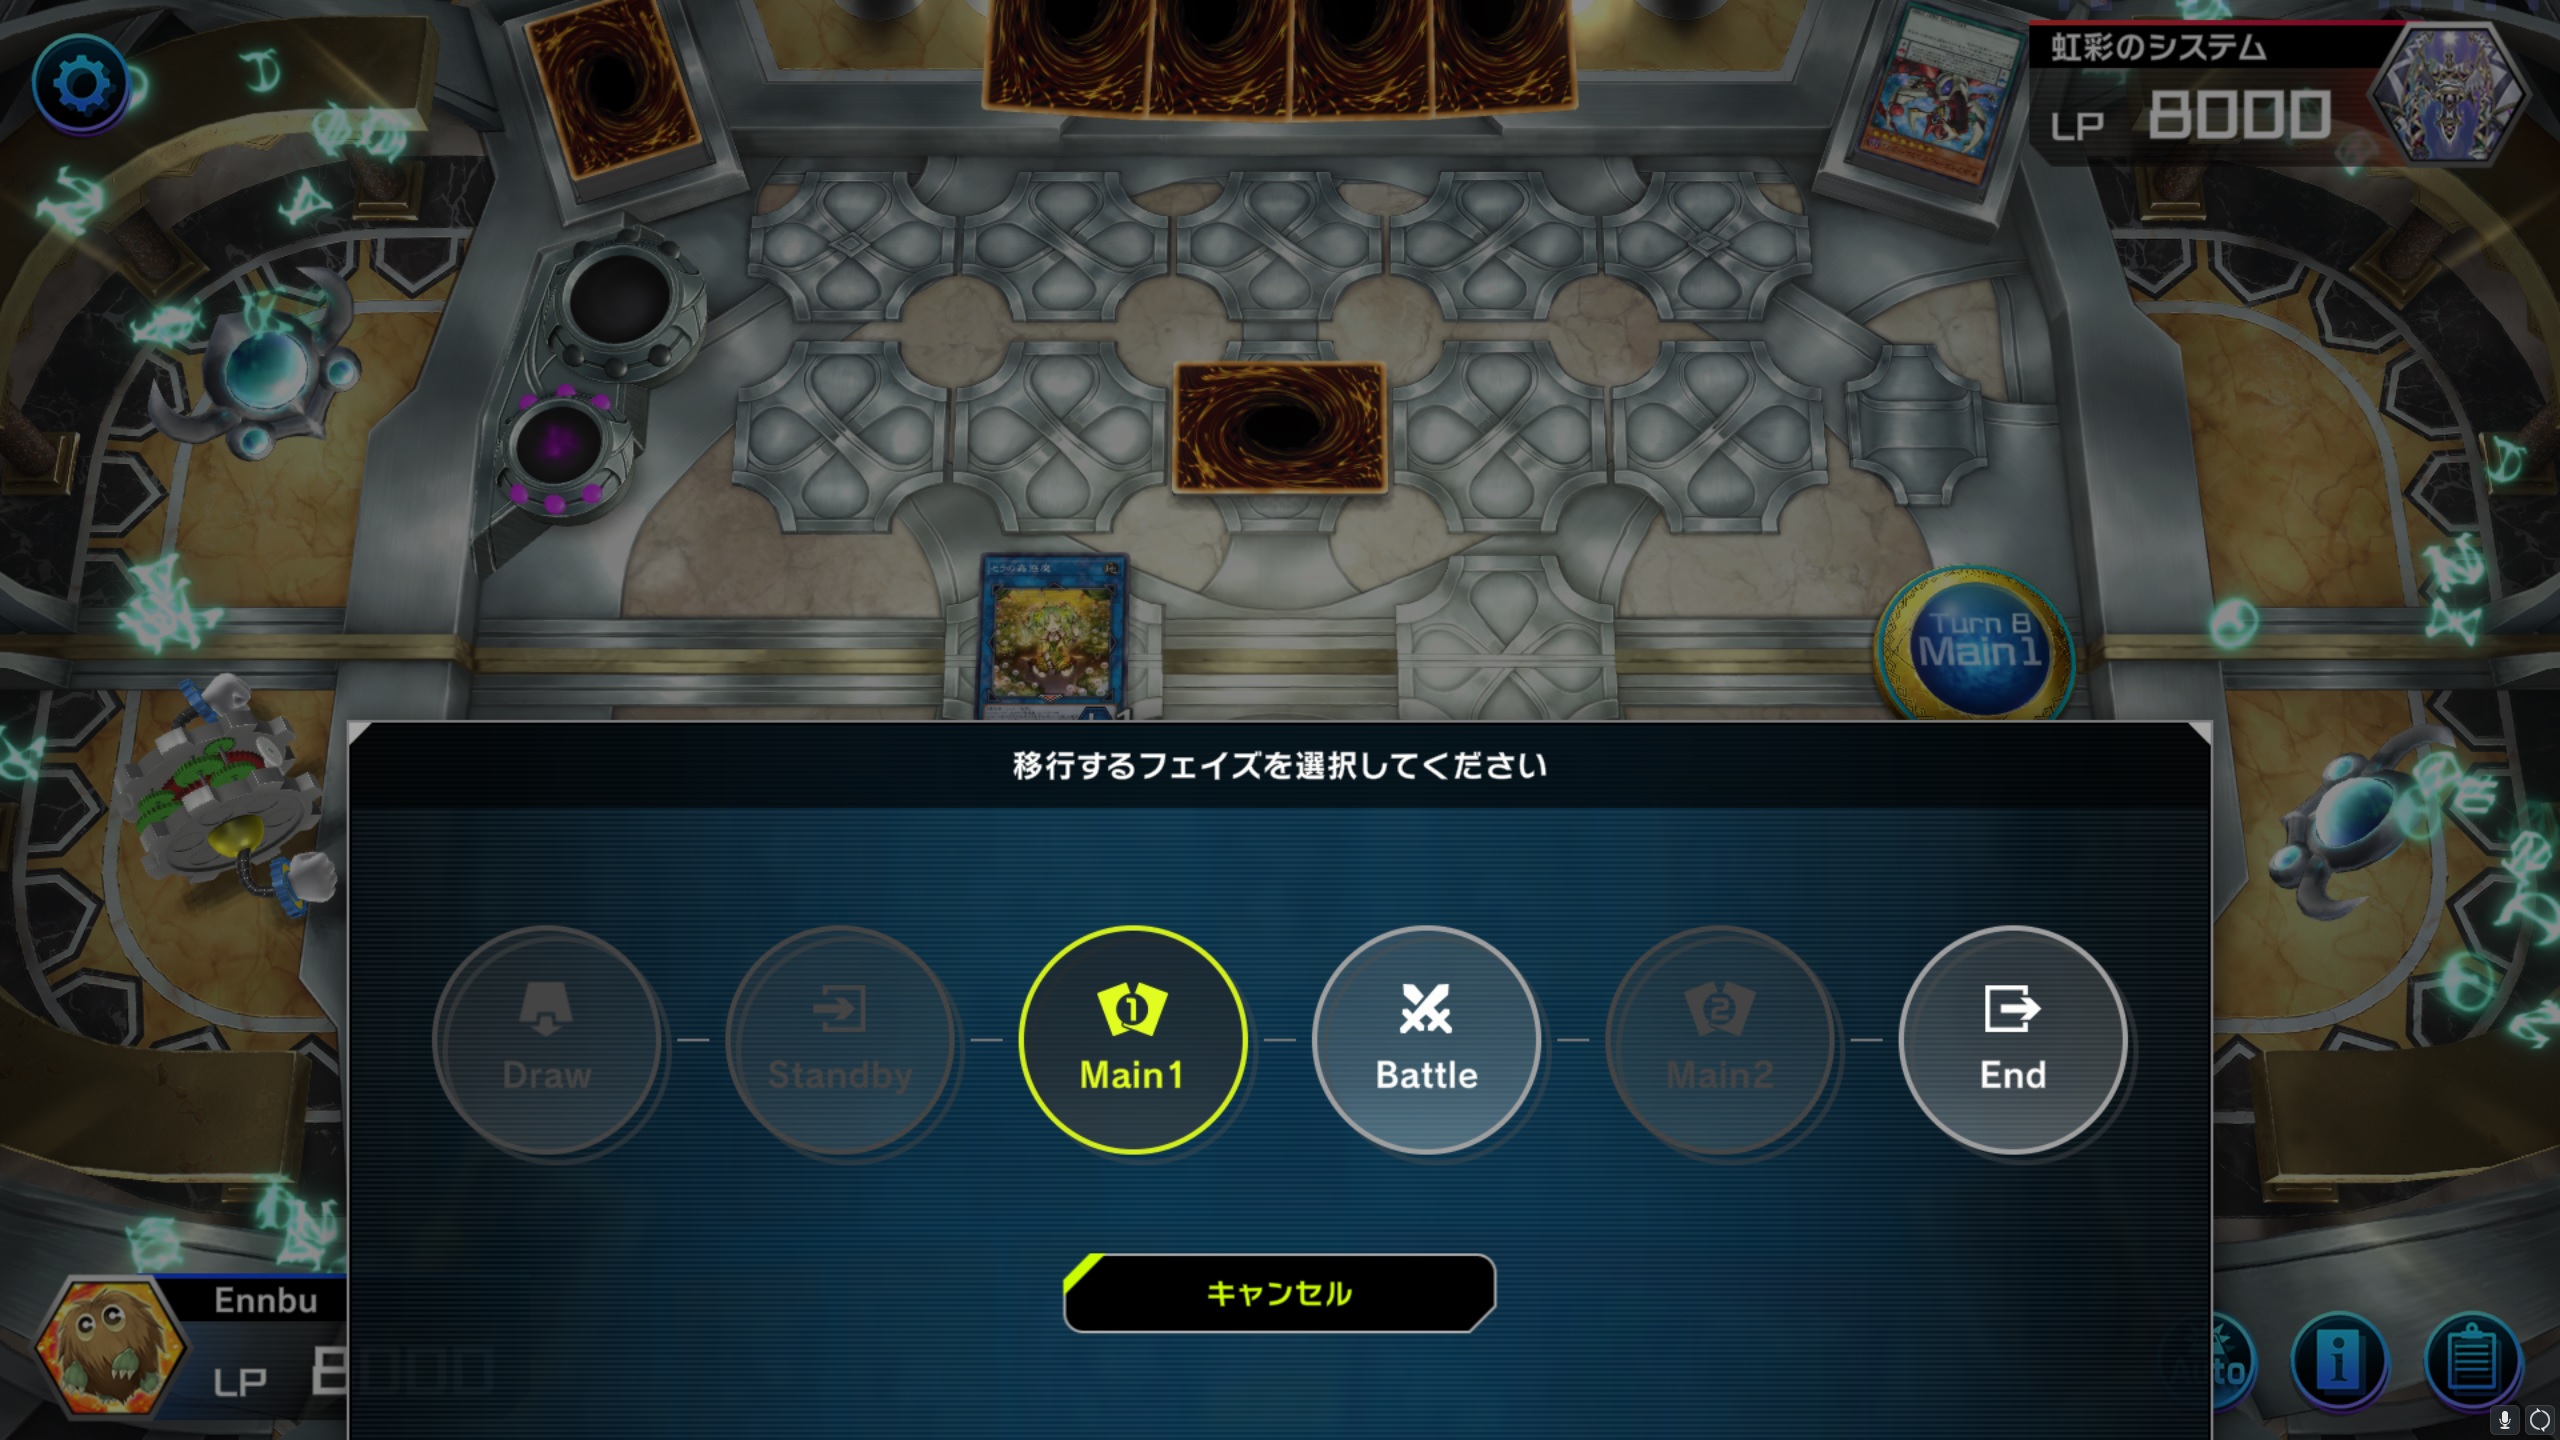 虹彩のシステム
LP 8000
Turn 8
Main1
移行するフェイズを選択してください
Draw
Standby
Main1
Battle
Main2
End
キャンセル
Ennbu
LP 8000
Auto